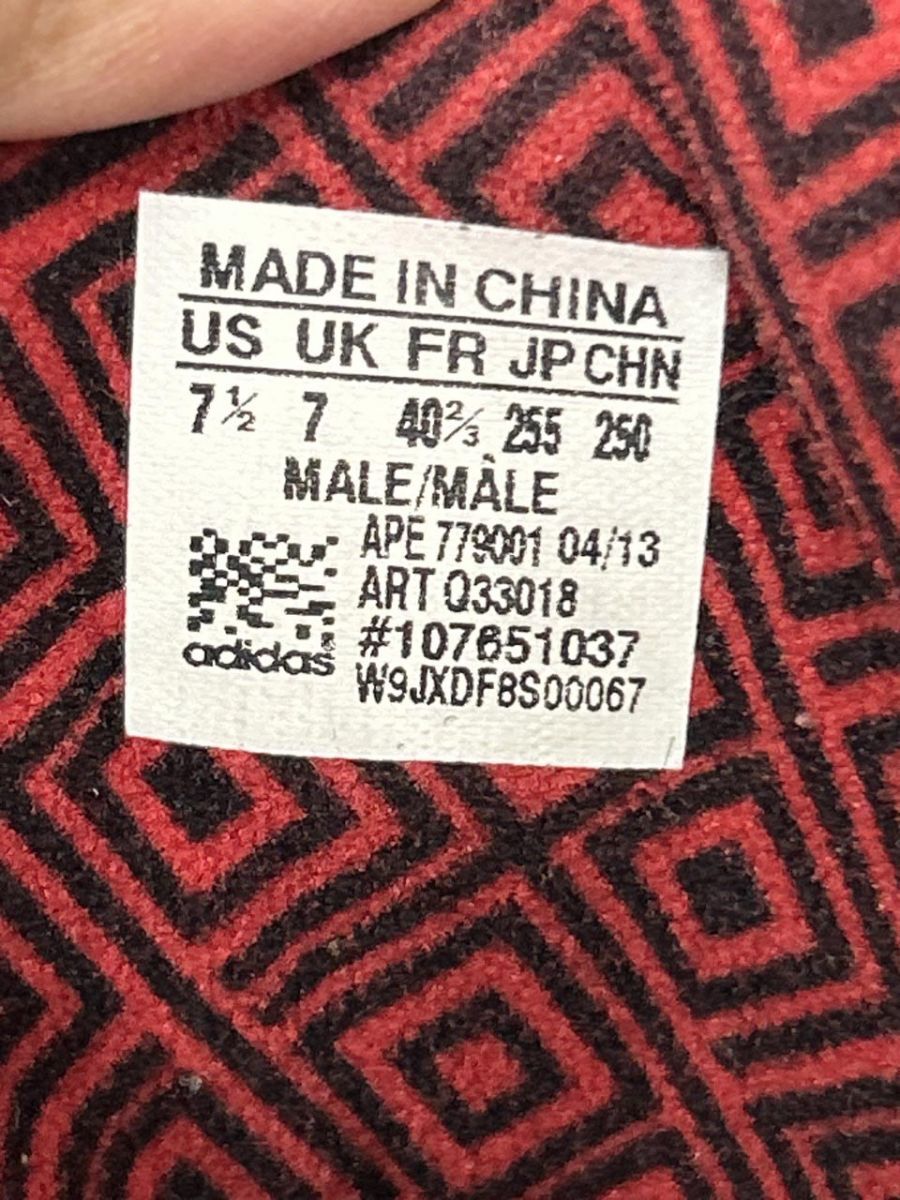 MADE IN CHINA
US UK FR JP CHN
7½ 7 40⅔ 255 250
MALE/MÂLE
APE 779001 04/13
ART Q33018
#107651037
W9JXDF8S00067
adidas